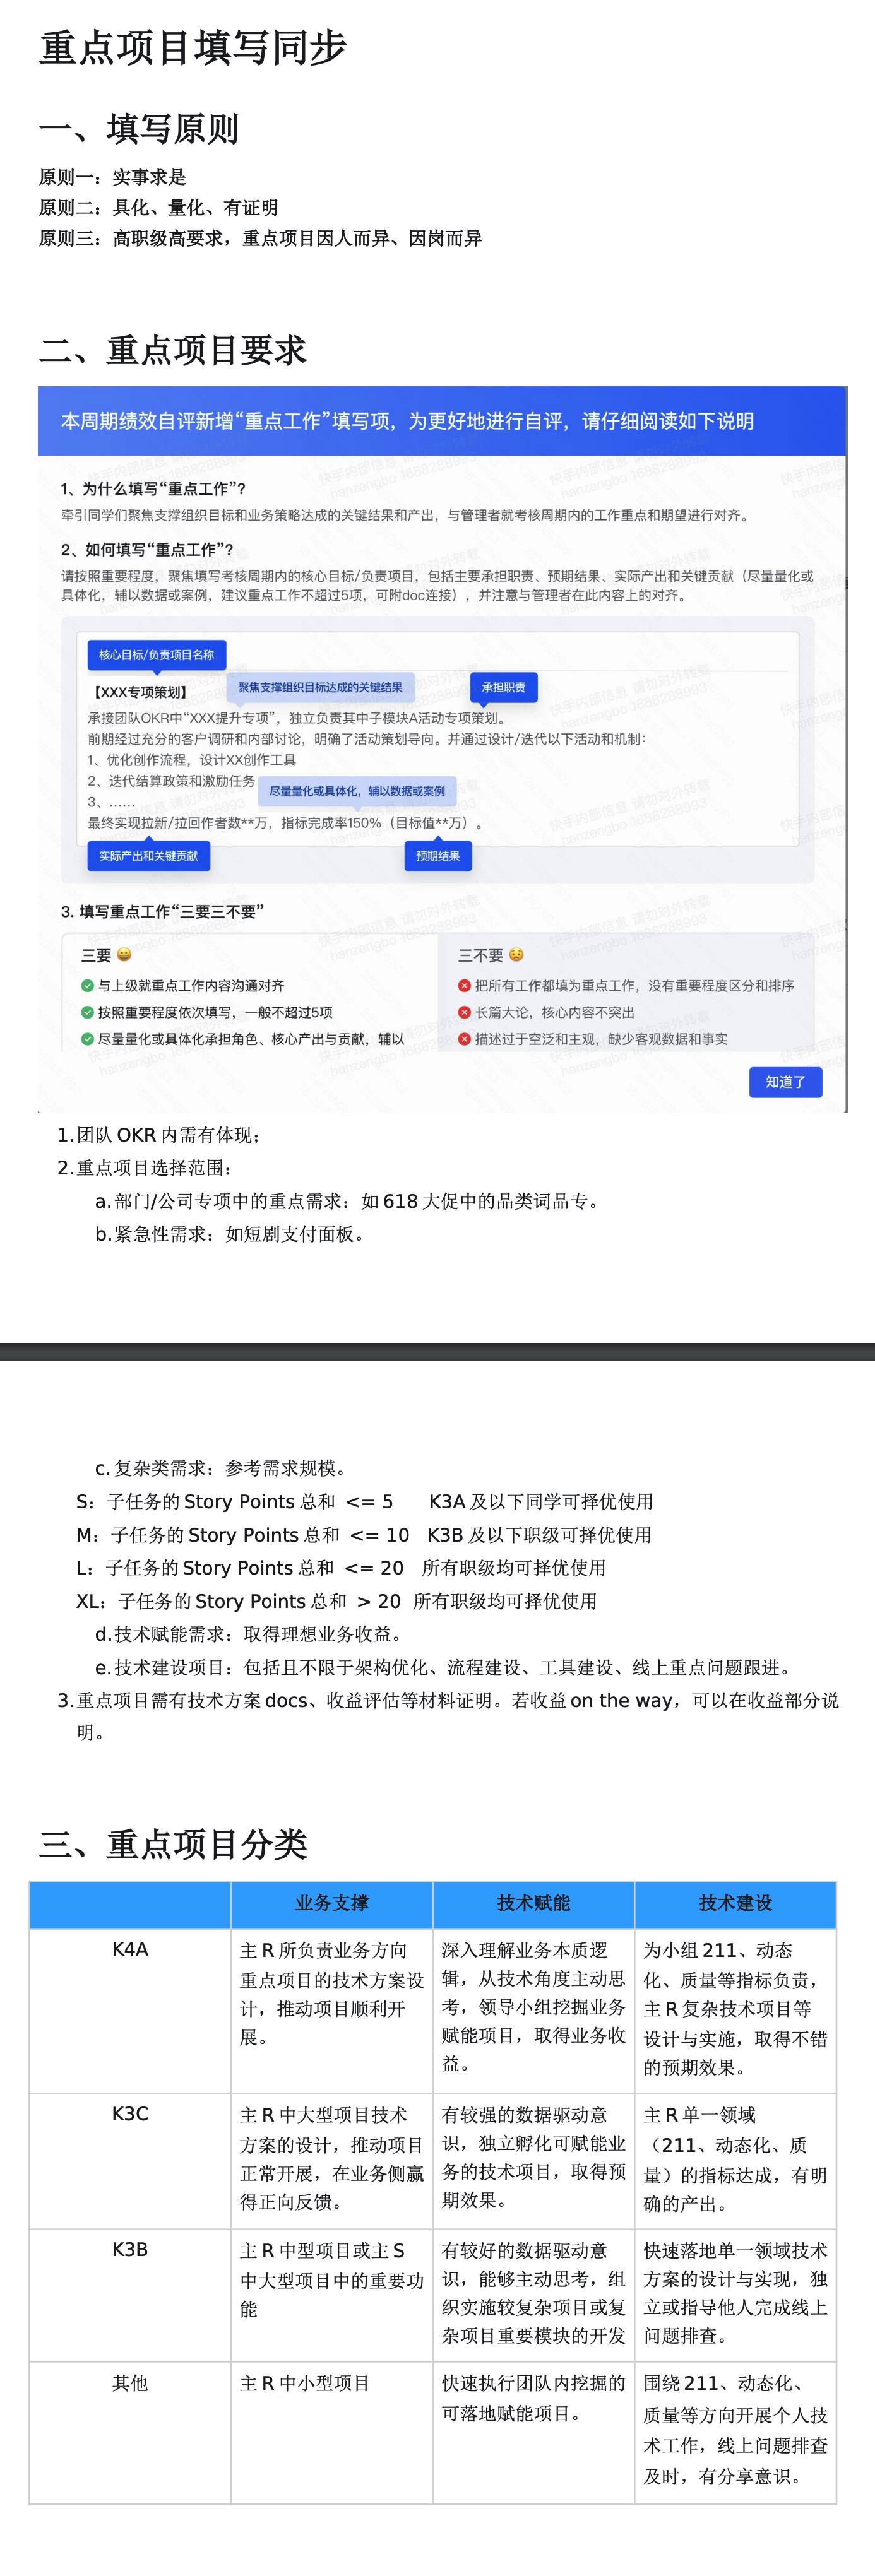 重点项目填写同步
一、填写原则
原则一：实事求是
原则二：具化、量化、有证明
原则三：高职级高要求，重点项目因人而异、因岗而异
二、重点项目要求
本周期绩效自评新增“重点工作”填写项，为更好地进行自评，请仔细阅读如下说明
1、为什么填写“重点工作”?
牵引同学们聚焦支撑组织目标和业务策略达成的关键结果和产出，与管理者就考核周期内的工作重点和期望进行对齐。
2、如何填写“重点工作”?
请按照重要程度，聚焦填写考核周期内的核心目标/负责项目，包括主要承担职责、预期结果、实际产出和关键贡献（尽量量化或
具体化，辅以数据或案例，建议重点工作不超过5项，可附doc连接），并注意与管理者在此内容上的对齐。
核心目标/负责项目名称
【XXX专项策划】
聚焦支撑组织目标达成的关键结果
承担职责
承接团队OKR中“XXX提升专项”，独立负责其中子模块A活动专项策划。
前期经过充分的客户调研和内部讨论，明确了活动策划导向。并通过设计/迭代以下活动和机制：
1、优化创作流程，设计XX创作工具
2、迭代结算政策和激励任务
尽量量化或具体化，辅以数据或案例
3、……
最终实现拉新/拉回作者数**万，指标完成率150%（目标值**万）。
实际产出和关键贡献
预期结果
3. 填写重点工作“三要三不要”
三要
与上级就重点工作内容沟通对齐
按照重要程度依次填写，一般不超过5项
尽量量化或具体化承担角色、核心产出与贡献，辅以
三不要
把所有工作都填为重点工作，没有重要程度区分和排序
长篇大论，核心内容不突出
描述过于空泛和主观，缺少客观数据和事实
知道了
快手内部信息 请勿对外转载
hanzengbo 1688288993
1.团队 OKR 内需有体现；
2.重点项目选择范围：
a.部门/公司专项中的重点需求：如 618 大促中的品类词品专。
b.紧急性需求：如短剧支付面板。
c.复杂类需求：参考需求规模。
S：子任务的 Story Points 总和 <= 5 K3A 及以下同学可择优使用
M：子任务的 Story Points 总和 <= 10 K3B 及以下职级可择优使用
L：子任务的 Story Points 总和 <= 20 所有职级均可择优使用
XL：子任务的 Story Points 总和 > 20 所有职级均可择优使用
d.技术赋能需求：取得理想业务收益。
e.技术建设项目：包括且不限于架构优化、流程建设、工具建设、线上重点问题跟进。
3.重点项目需有技术方案 docs、收益评估等材料证明。若收益 on the way，可以在收益部分说
明。
三、重点项目分类
业务支撑
技术赋能
技术建设
K4A
主 R 所负责业务方向
重点项目的技术方案设
计，推动项目顺利开
展。
深入理解业务本质逻
辑，从技术角度主动思
考，领导小组挖掘业务
赋能项目，取得业务收
益。
为小组 211、动态
化、质量等指标负责，
主 R 复杂技术项目等
设计与实施，取得不错
的预期效果。
K3C
主 R 中大型项目技术
方案的设计，推动项目
正常开展，在业务侧赢
得正向反馈。
有较强的数据驱动意
识，独立孵化可赋能业
务的技术项目，取得预
期效果。
主 R 单一领域
（211、动态化、质
量）的指标达成，有明
确的产出。
K3B
主 R 中型项目或主 S
中大型项目中的重要功
能
有较好的数据驱动意
识，能够主动思考，组
织实施较复杂项目或复
杂项目重要模块的开发
快速落地单一领域技术
方案的设计与实现，独
立或指导他人完成线上
问题排查。
其他
主 R 中小型项目
快速执行团队内挖掘的
可落地赋能项目。
围绕 211、动态化、
质量等方向开展个人技
术工作，线上问题排查
及时，有分享意识。